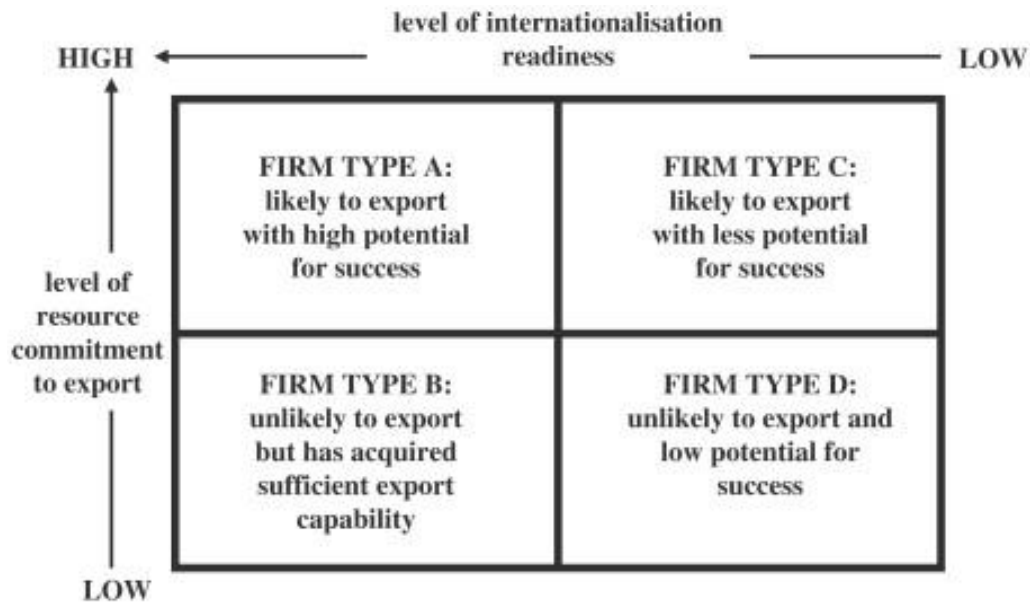 level of internationalisation
readiness
HIGH
LOW
FIRM TYPE A:
likely to export
with high potential
for success
FIRM TYPE C:
likely to export
with less potential
for success
level of
resource
commitment
to export
FIRM TYPE B:
unlikely to export
but has acquired
sufficient export
capability
FIRM TYPE D:
unlikely to export and
low potential for
success
LOW